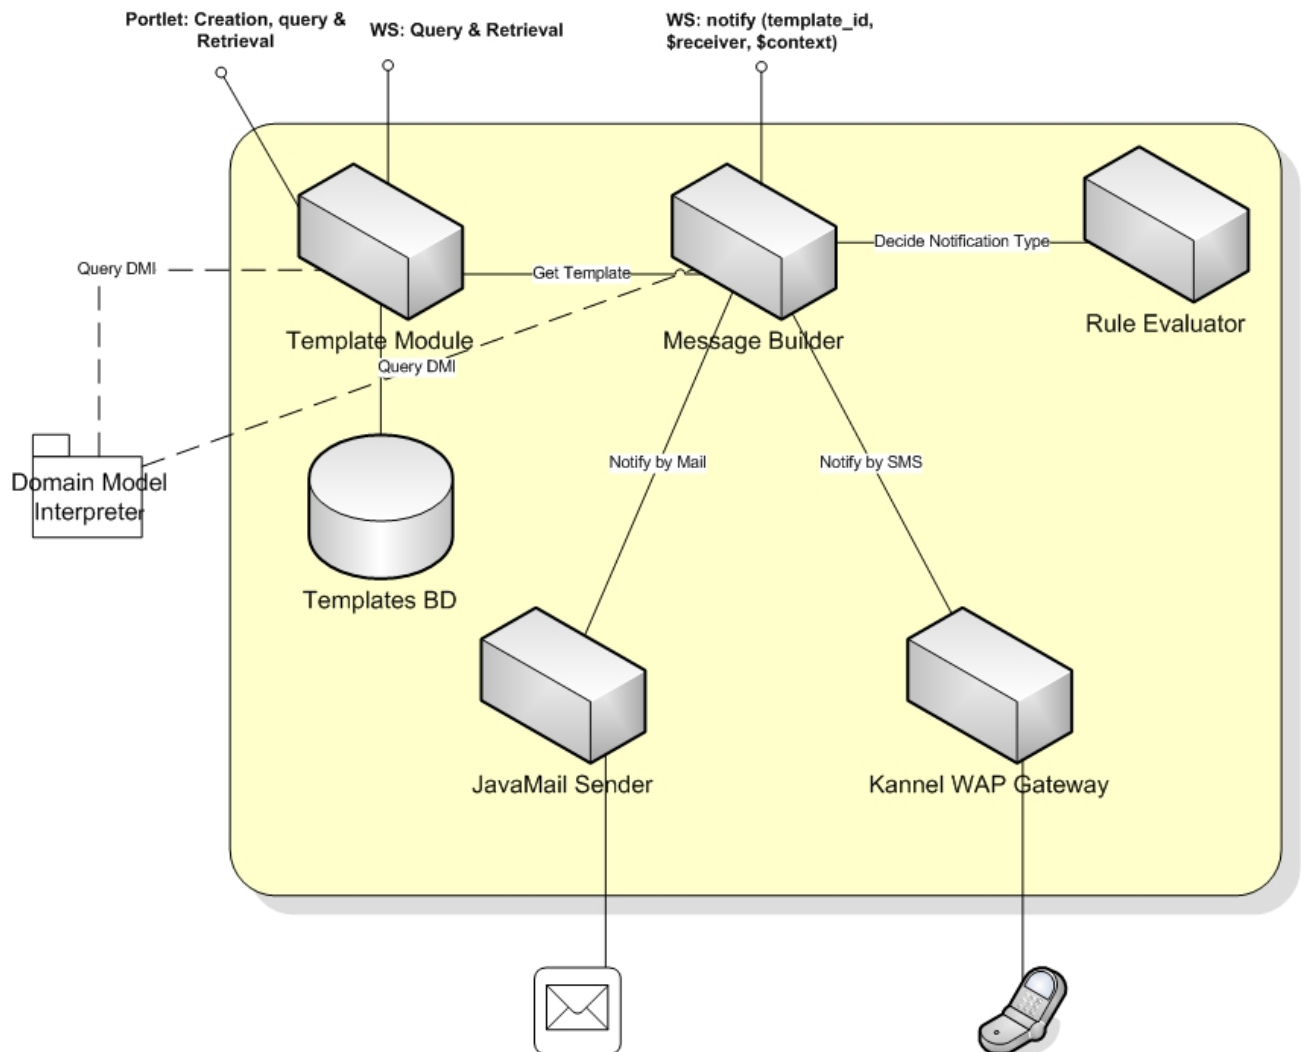 Portlet: Creation, query &
Retrieval
WS: Query & Retrieval
WS: notify (template_id,
$receiver, $context)
Decide Notification Type
Query DMI
Get Template
Template Module
Message Builder
Rule Evaluator
Query DMI
Notify by Mail
Notify by SMS
Domain Model
Interpreter
Templates BD
JavaMail Sender
Kannel WAP Gateway